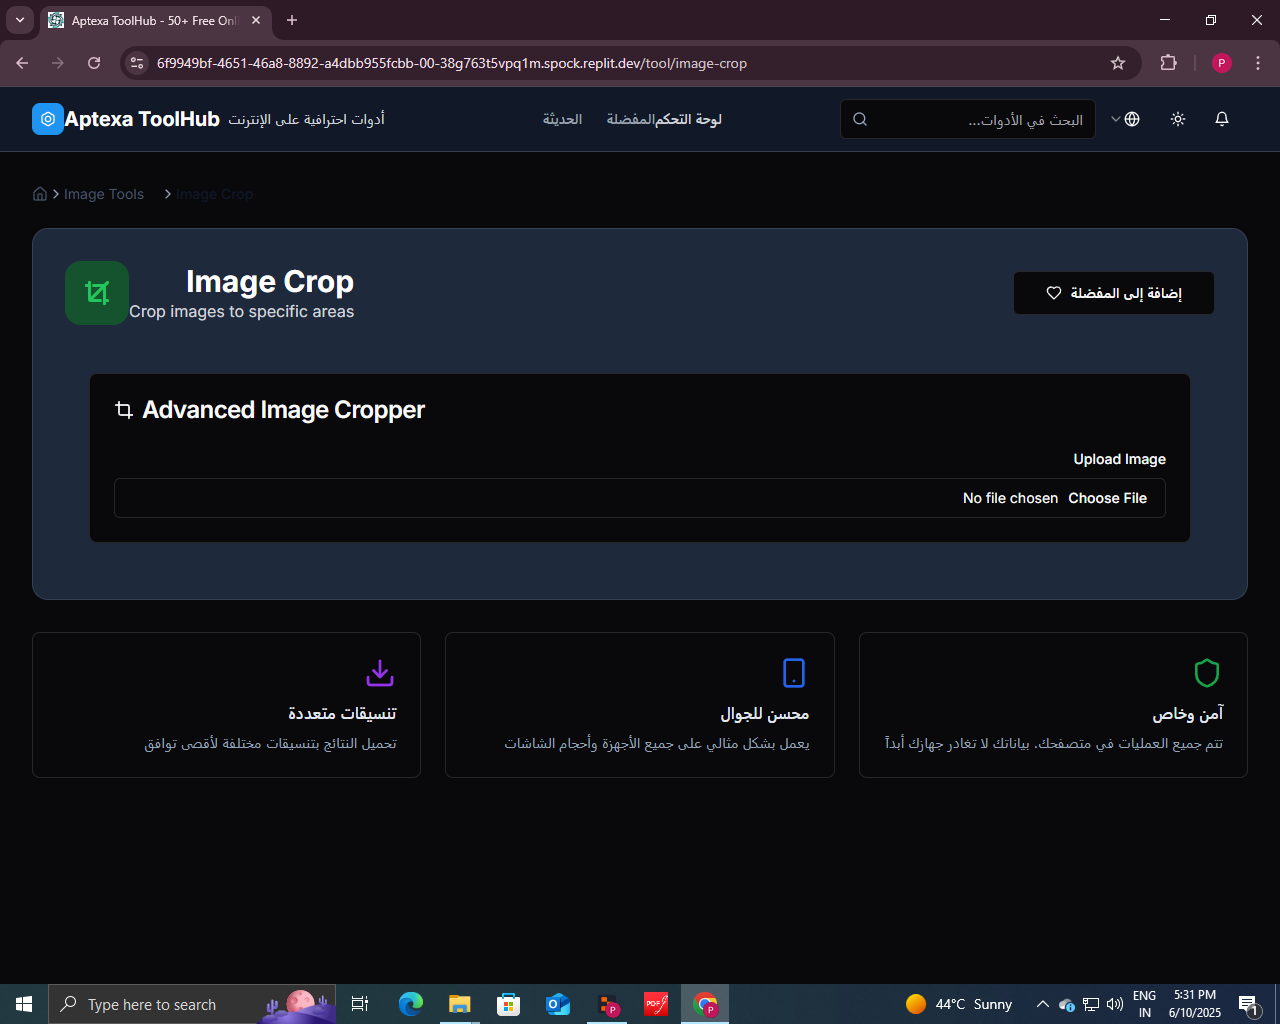 Aptexa ToolHub - 50+ Free Onl
6f9949bf-4651-46a8-8892-a4dbb955fcbb-00-38g763t5vpq1m.spock.replit.dev/tool/image-crop
P
Aptexa ToolHub
أدوات احترافية على الإنترنت
لوحة التحكم
المفضلة
الحديثة
البحث في الأدوات...
Image Tools
Image Crop
Image Crop
Crop images to specific areas
إضافة إلى المفضلة
Advanced Image Cropper
Upload Image
Choose File
No file chosen
آمن وخاص
تتم جميع العمليات في متصفحك. بياناتك لا تغادر جهازك أبداً
محسن للجوال
يعمل بشكل مثالي على جميع الأجهزة وأحجام الشاشات
تنسيقات متعددة
تحميل النتائج بتنسيقات مختلفة لأقصى توافق
Type here to search
P
PDF
P
44°C Sunny
ENG
IN
5:31 PM
6/10/2025
1